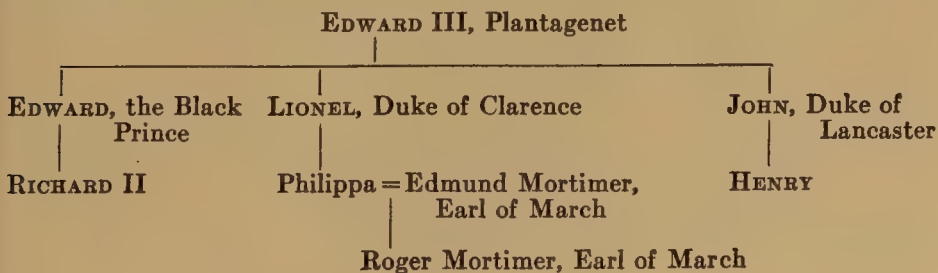 EDWARD III, Plantagenet
EDWARD, the Black
Prince
LIONEL, Duke of Clarence
JOHN, Duke of
Lancaster
RICHARD II
Philippa = Edmund Mortimer,
Earl of March
HENRY
Roger Mortimer, Earl of March